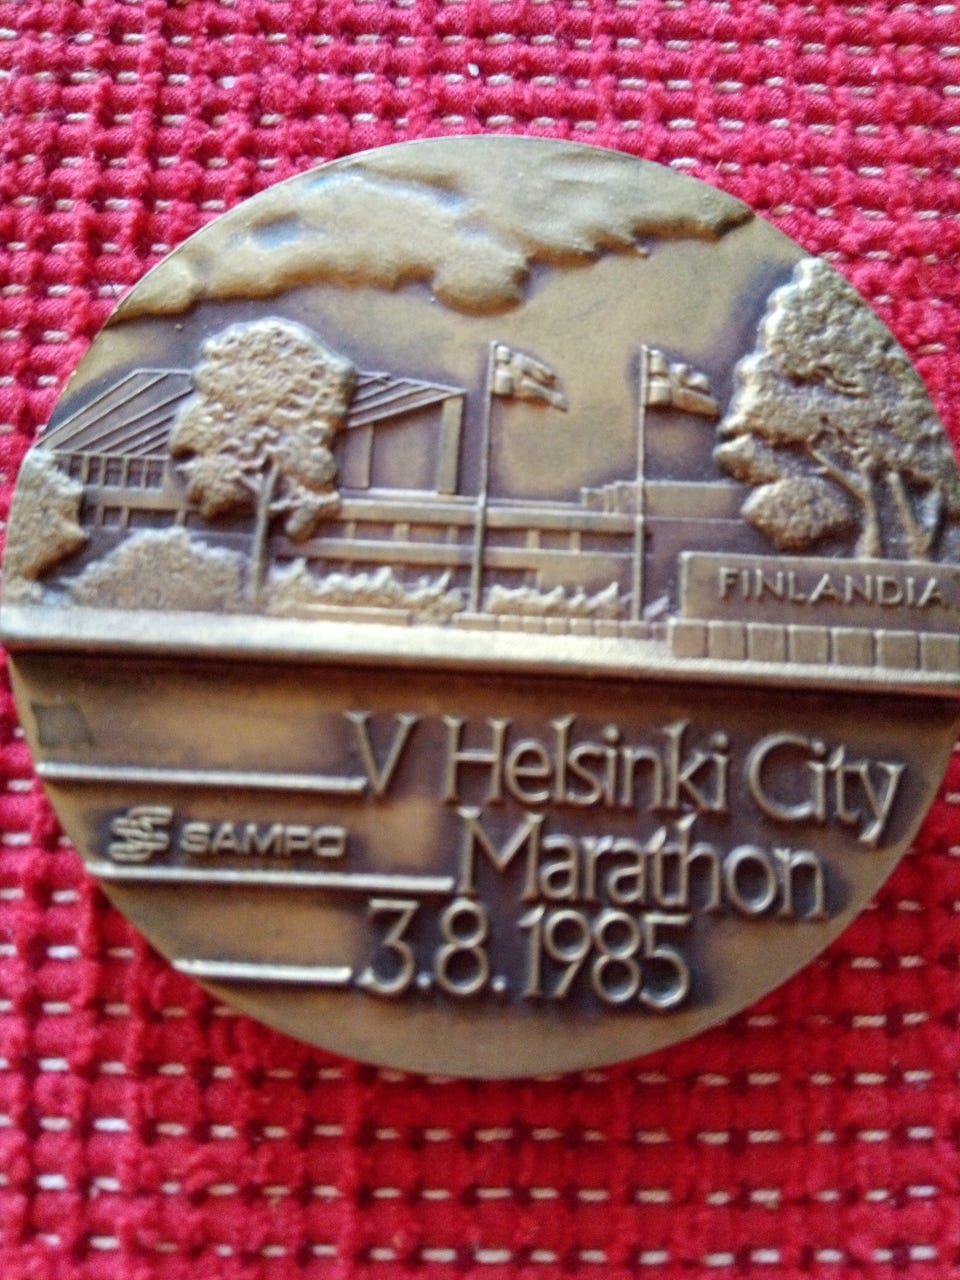 FINLANDIA
V Helsinki City
SAMPO
Marathon
3.8.1985